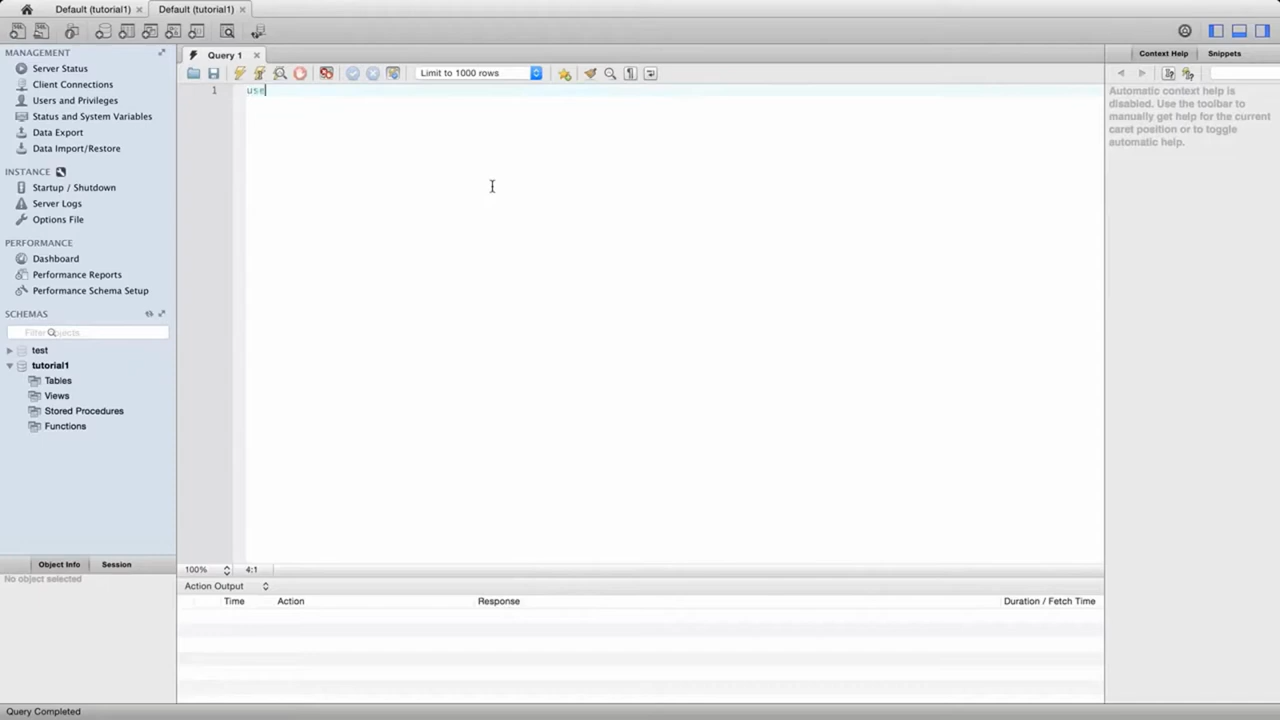 Default (tutorial1) × Default (tutorial1) ×
MANAGEMENT
Server Status
Client Connections
Users and Privileges
Status and System Variables
Data Export
Data Import/Restore
INSTANCE
Startup / Shutdown
Server Logs
Options File
PERFORMANCE
Dashboard
Performance Reports
Performance Schema Setup
SCHEMAS
test
tutorial1
Tables
Views
Stored Procedures
Functions
Object Info Session
No object selected
Query 1 ×
Limit to 1000 rows
1 use
100% 4:1
Action Output
Time Action Response Duration / Fetch Time
Context Help Snippets
Automatic context help is
disabled. Use the toolbar to
manually get help for the current
caret position or to toggle
automatic help.
Query Completed